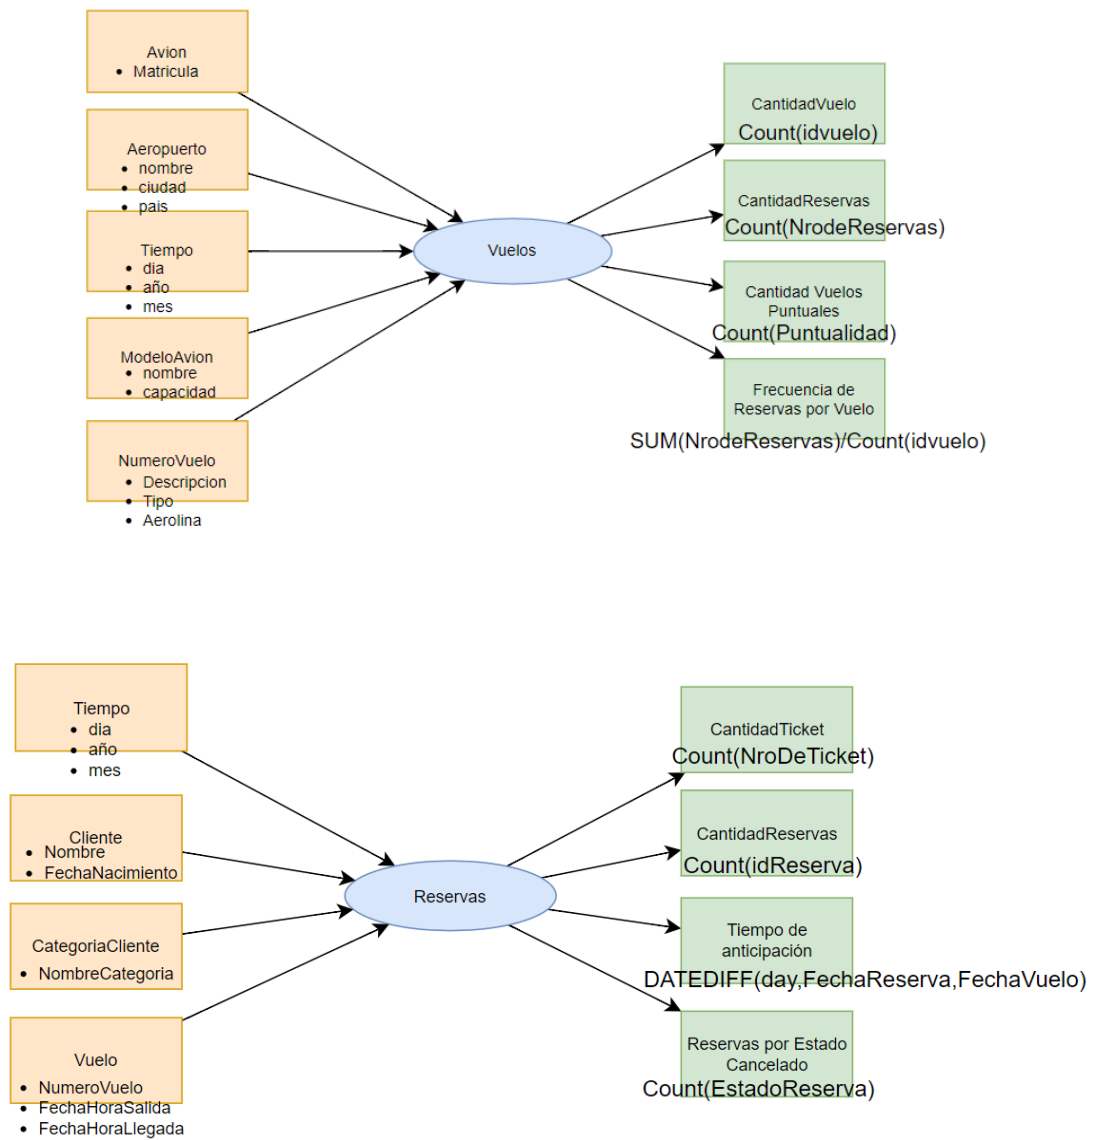 Avion
• Matricula
Aeropuerto
• nombre
• ciudad
• pais
Tiempo
• dia
• año
• mes
ModeloAvion
• nombre
• capacidad
NumeroVuelo
• Descripcion
• Tipo
• Aerolina
Vuelos
CantidadVuelo
Count(idvuelo)
CantidadReservas
Count(NrodeReservas)
Cantidad Vuelos
Puntuales
Count(Puntualidad)
Frecuencia de
Reservas por Vuelo
SUM(NrodeReservas)/Count(idvuelo)
Tiempo
• dia
• año
• mes
Cliente
• Nombre
• FechaNacimiento
CategoriaCliente
• NombreCategoria
Vuelo
• NumeroVuelo
• FechaHoraSalida
• FechaHoraLlegada
Reservas
CantidadTicket
Count(NroDeTicket)
CantidadReservas
Count(idReserva)
Tiempo de
anticipación
DATEDIFF(day,FechaReserva,FechaVuelo)
Reservas por Estado
Cancelado
Count(EstadoReserva)